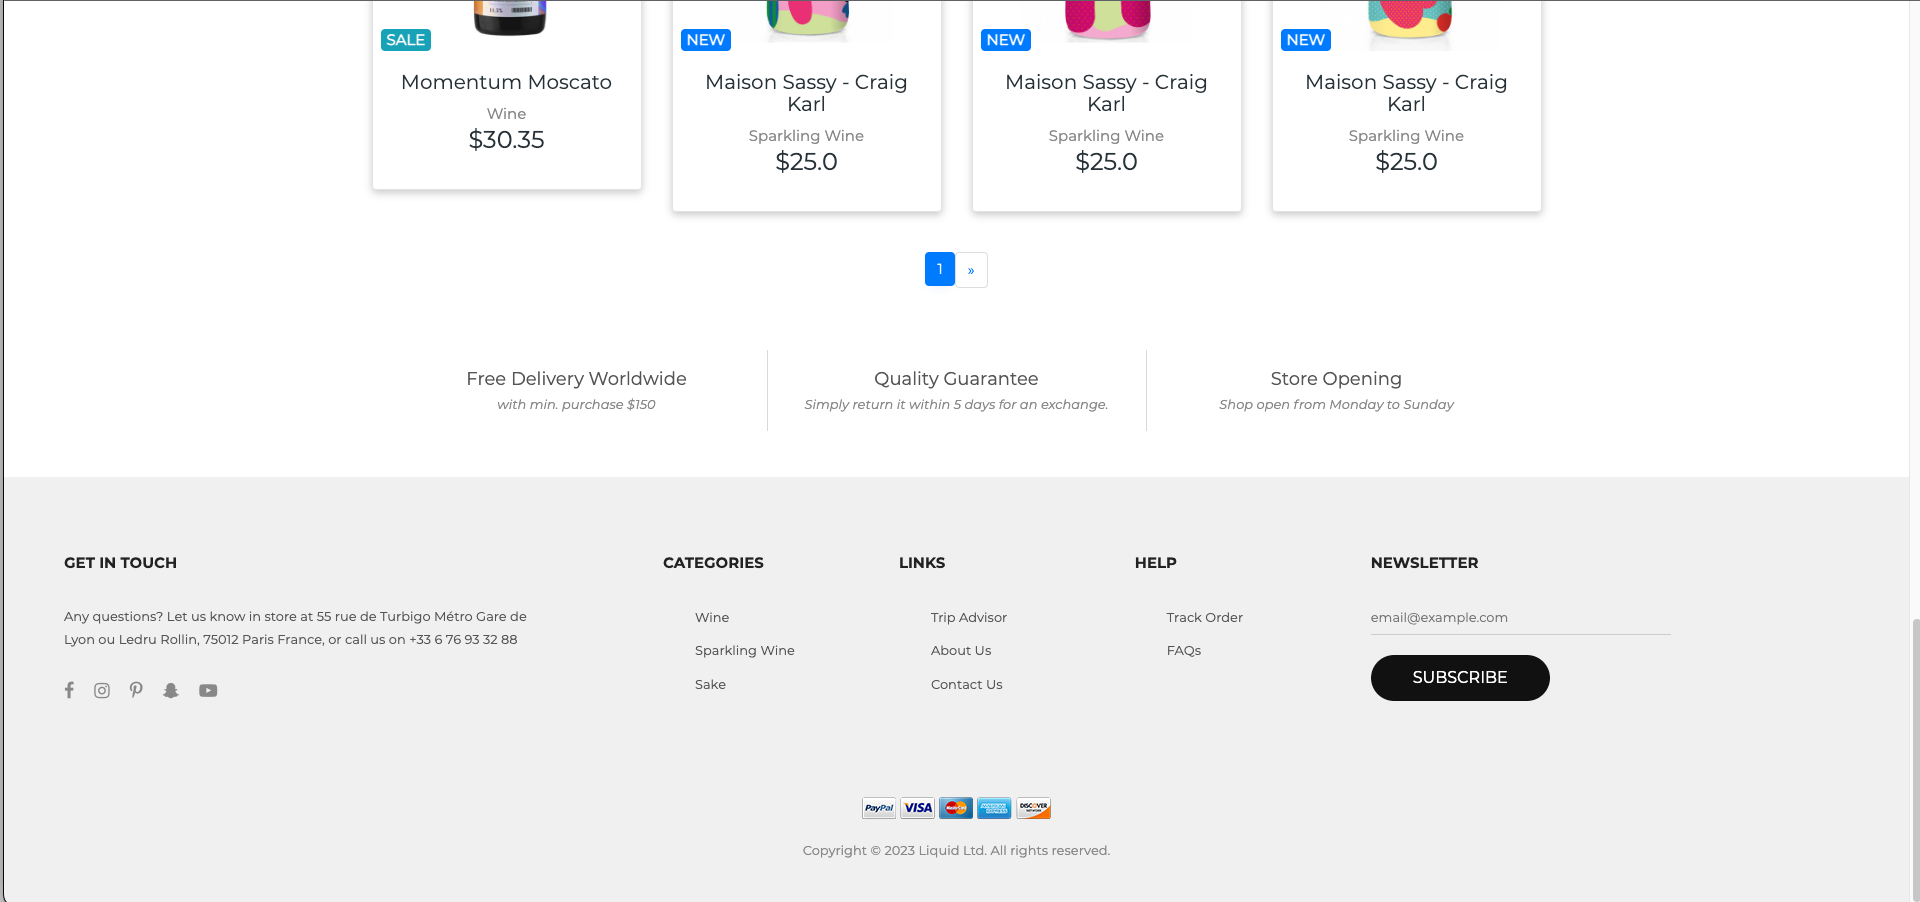 11.5%
SALE
NEW
NEW
NEW
Momentum Moscato
Wine
$30.35
Maison Sassy - Craig
Karl
Sparkling Wine
$25.0
Maison Sassy - Craig
Karl
Sparkling Wine
$25.0
Maison Sassy - Craig
Karl
Sparkling Wine
$25.0
1 »
Free Delivery Worldwide
with min. purchase $150
Quality Guarantee
Simply return it within 5 days for an exchange.
Store Opening
Shop open from Monday to Sunday
GET IN TOUCH
Any questions? Let us know in store at 55 rue de Turbigo Métro Gare de
Lyon ou Ledru Rollin, 75012 Paris France, or call us on +33 6 76 93 32 88
CATEGORIES
Wine
Sparkling Wine
Sake
LINKS
Trip Advisor
About Us
Contact Us
HELP
Track Order
FAQs
NEWSLETTER
email@example.com
SUBSCRIBE
PayPal VISA MasterCard AMERICAN EXPRESS DISCOVER NETWORK
Copyright © 2023 Liquid Ltd. All rights reserved.